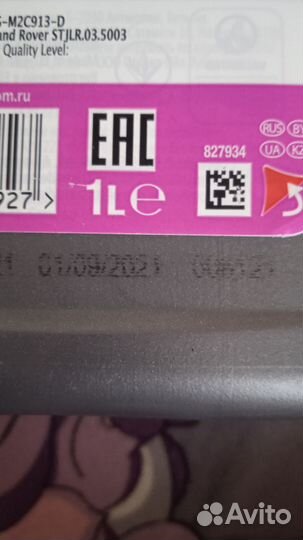 -M2C913-D
and Rover STJLR.03.5003
Quality Level:
om.ru
EAC
827934
RUS BY
UA KZ
927 >
1L℮
01/09/2021
Avito